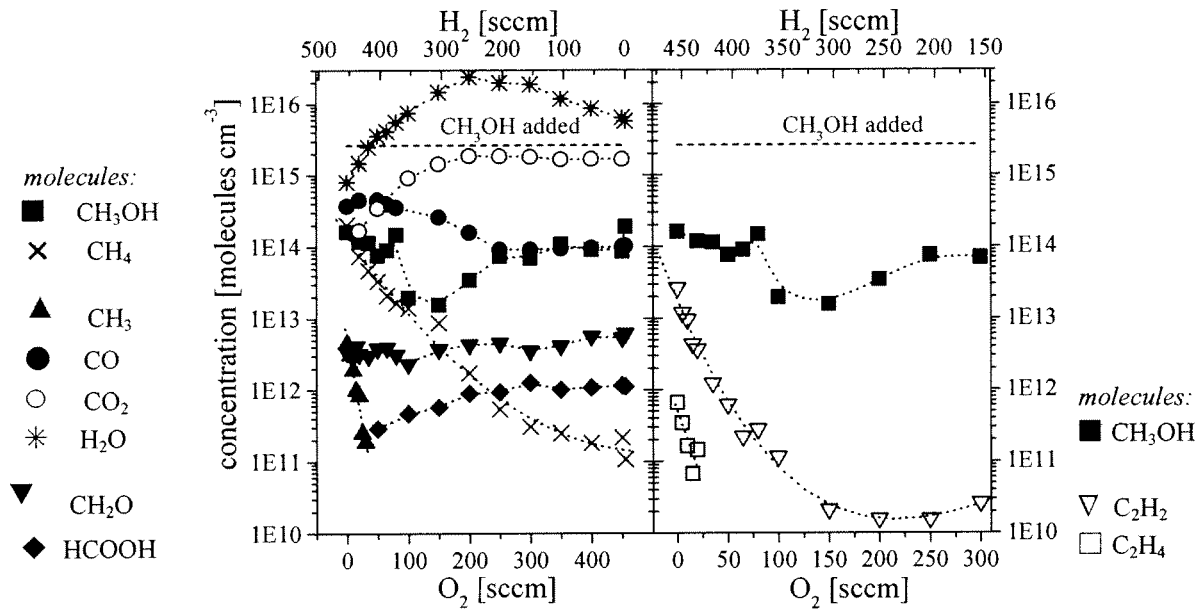 H₂ [sccm]
500 400 300 200 100 0
H₂ [sccm]
450 400 350 300 250 200 150
concentration [molecules cm⁻³]
1E16
1E15
1E14
1E13
1E12
1E11
1E10
CH₃OH added
CH₃OH added
1E16
1E15
1E14
1E13
1E12
1E11
1E10
0 100 200 300 400
O₂ [sccm]
0 50 100 150 200 250 300
O₂ [sccm]
molecules:
CH₃OH
CH₄
CH₃
CO
CO₂
H₂O
CH₂O
HCOOH
molecules:
CH₃OH
C₂H₂
C₂H₄